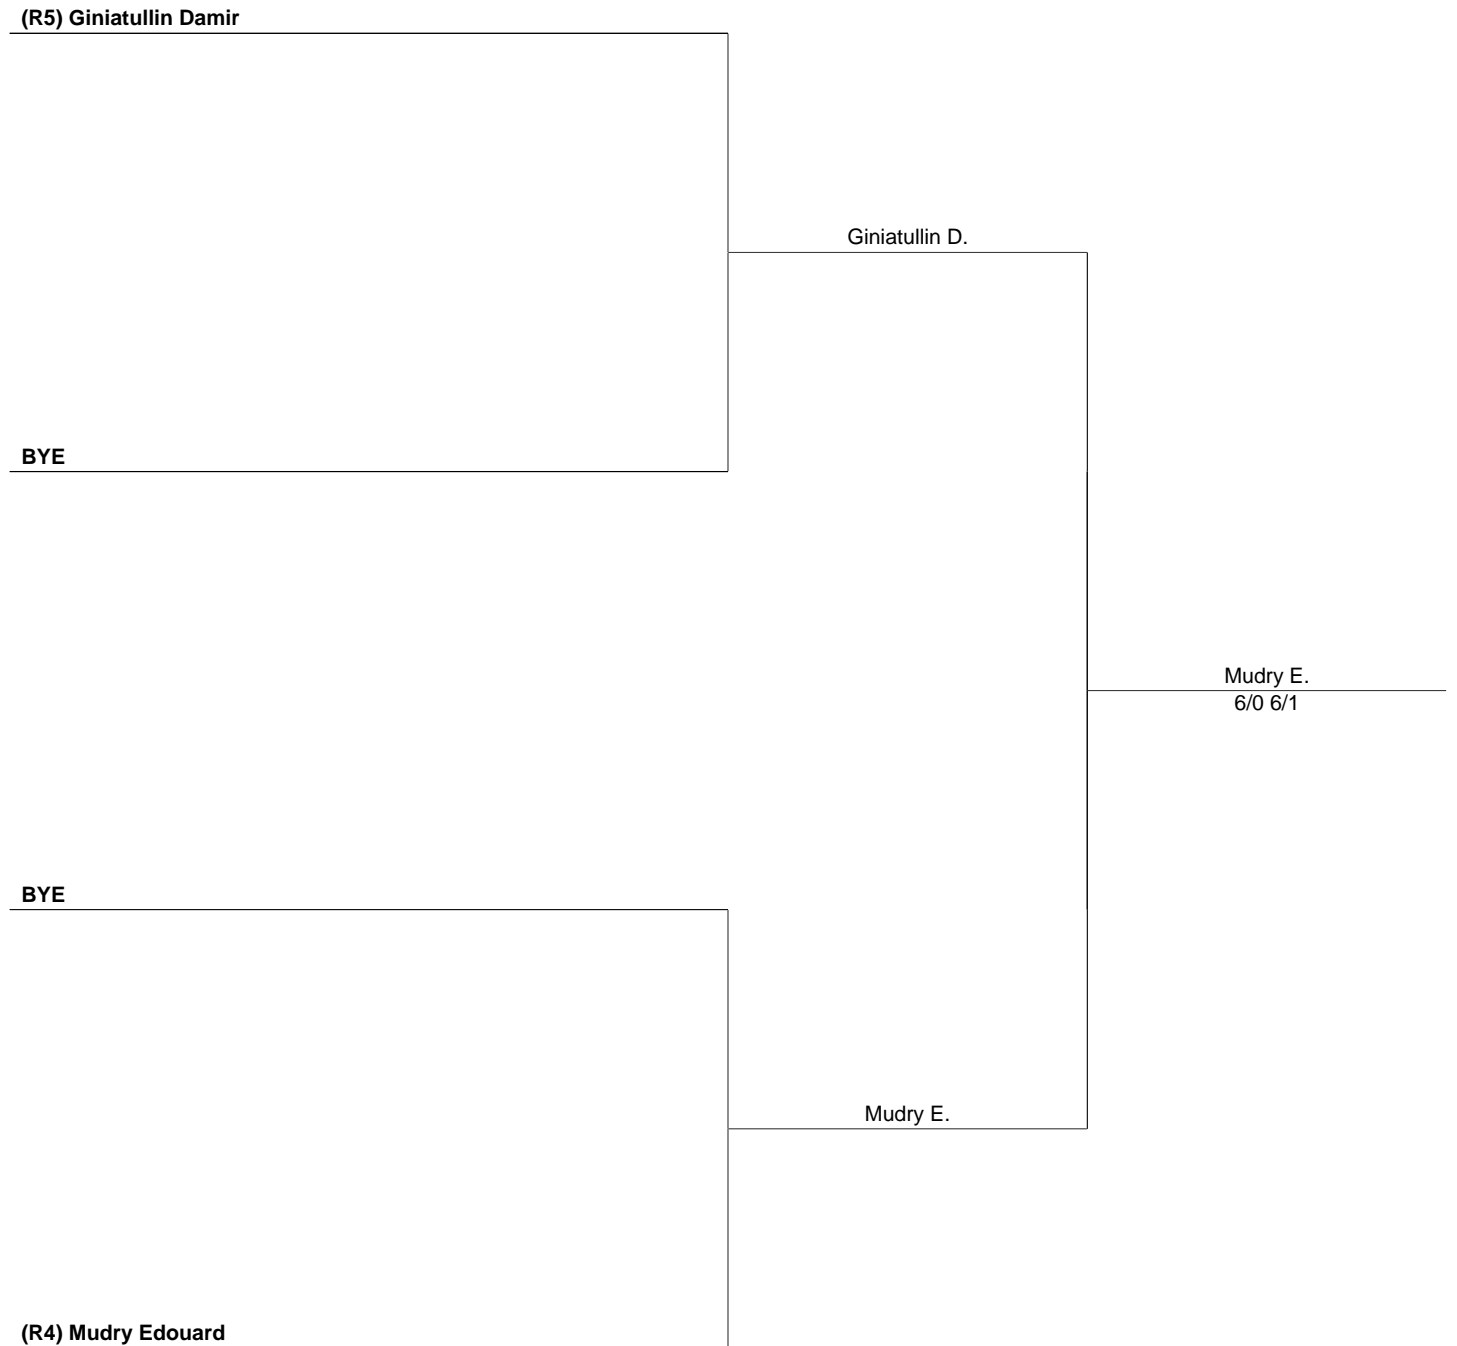 (R5) Giniatullin Damir
Giniatullin D.
BYE
Mudry E.
6/0 6/1
BYE
Mudry E.
(R4) Mudry Edouard